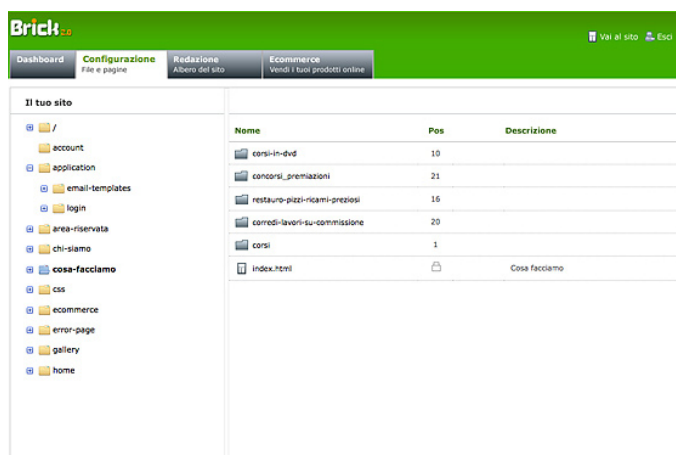 Brick 2.0
Vai al sito Esci
Dashboard Configurazione Redazione Ecommerce
File e pagine Albero del sito Vendi i tuoi prodotti online
Il tuo sito
/
account
application
email-templates
login
area-riservata
chi-siamo
cosa-facciamo
css
ecommerce
error-page
gallery
home
Nome Pos Descrizione
corsi-in-dvd 10
concorsi_premiazioni 21
restauro-pizzi-ricami-preziosi 16
corredi-lavori-su-commissione 20
corsi 1
index.html Cosa facciamo